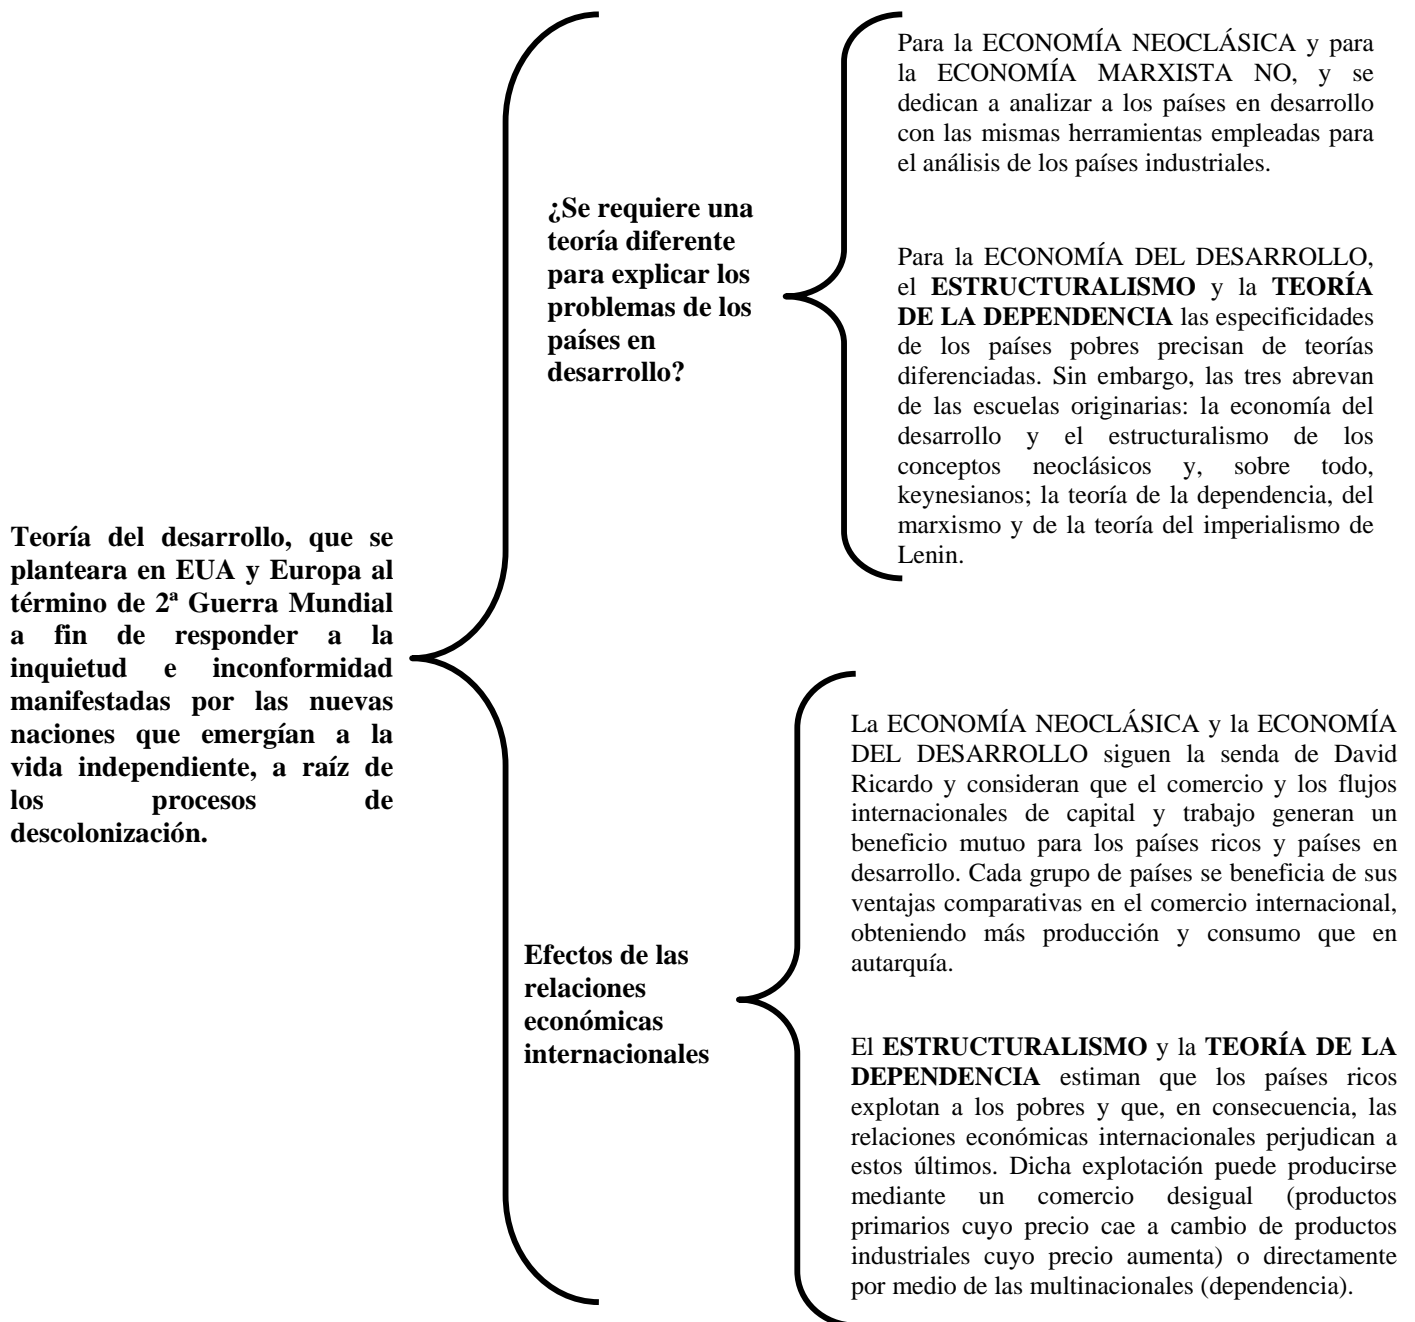 Teoría del desarrollo, que se
planteara en EUA y Europa al
término de 2ª Guerra Mundial
a fin de responder a la
inquietud e inconformidad
manifestadas por las nuevas
naciones que emergían a la
vida independiente, a raíz de
los procesos de
descolonización.
¿Se requiere una
teoría diferente
para explicar los
problemas de los
países en
desarrollo?
Para la ECONOMÍA NEOCLÁSICA y para
la ECONOMÍA MARXISTA NO, y se
dedican a analizar a los países en desarrollo
con las mismas herramientas empleadas para
el análisis de los países industriales.
Para la ECONOMÍA DEL DESARROLLO,
el ESTRUCTURALISMO y la TEORÍA
DE LA DEPENDENCIA las especificidades
de los países pobres precisan de teorías
diferenciadas. Sin embargo, las tres abrevan
de las escuelas originarias: la economía del
desarrollo y el estructuralismo de los
conceptos neoclásicos y, sobre todo,
keynesianos; la teoría de la dependencia, del
marxismo y de la teoría del imperialismo de
Lenin.
Efectos de las
relaciones
económicas
internacionales
La ECONOMÍA NEOCLÁSICA y la ECONOMÍA
DEL DESARROLLO siguen la senda de David
Ricardo y consideran que el comercio y los flujos
internacionales de capital y trabajo generan un
beneficio mutuo para los países ricos y países en
desarrollo. Cada grupo de países se beneficia de sus
ventajas comparativas en el comercio internacional,
obteniendo más producción y consumo que en
autarquía.
El ESTRUCTURALISMO y la TEORÍA DE LA
DEPENDENCIA estiman que los países ricos
explotan a los pobres y que, en consecuencia, las
relaciones económicas internacionales perjudican a
estos últimos. Dicha explotación puede producirse
mediante un comercio desigual (productos
primarios cuyo precio cae a cambio de productos
industriales cuyo precio aumenta) o directamente
por medio de las multinacionales (dependencia).